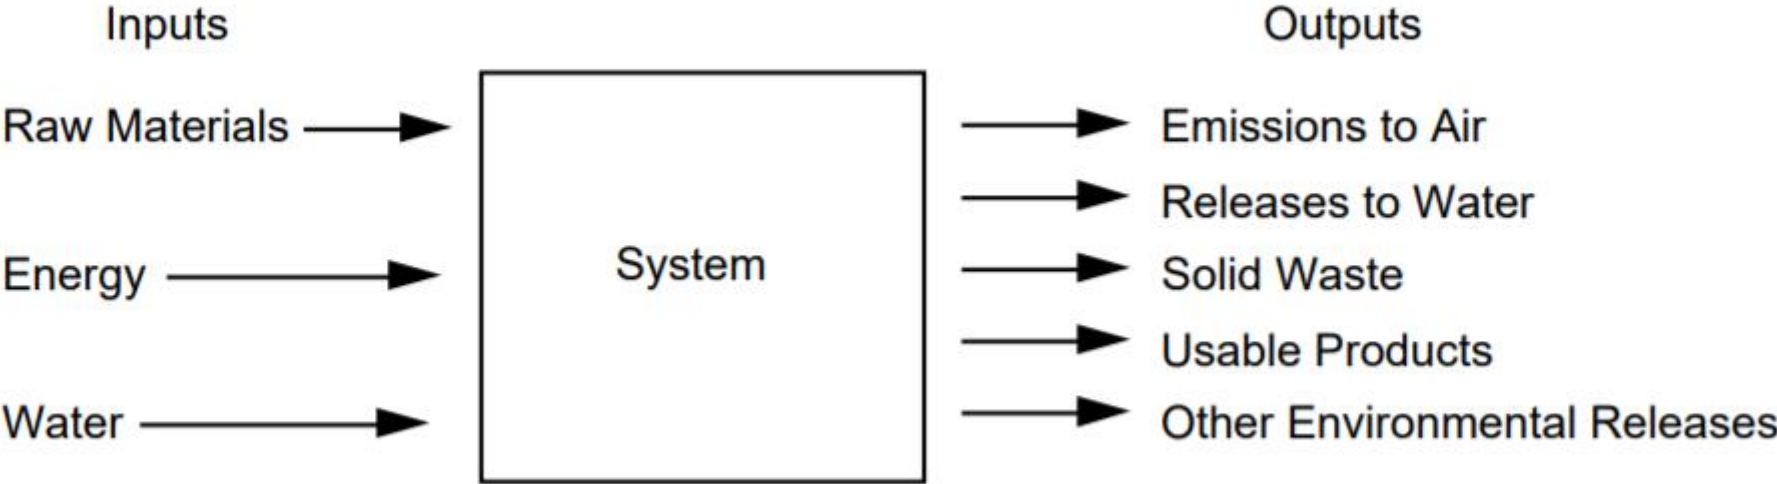 Inputs
Outputs
Raw Materials
Emissions to Air
Releases to Water
Energy
System
Solid Waste
Usable Products
Water
Other Environmental Releases